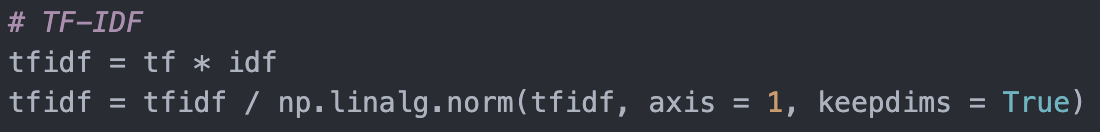 # TF-IDF
tfidf = tf * idf
tfidf = tfidf / np.linalg.norm(tfidf, axis = 1, keepdims = True)